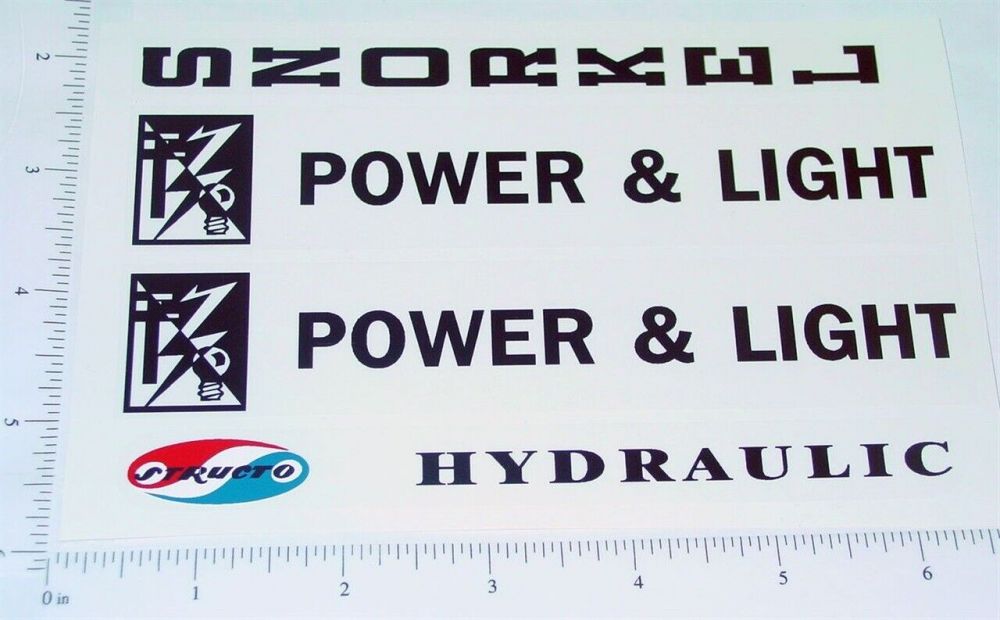 SNORKEL
POWER & LIGHT
POWER & LIGHT
STRUCTO HYDRAULIC
2
3
4
5
6
0 in 1 2 3 4 5 6